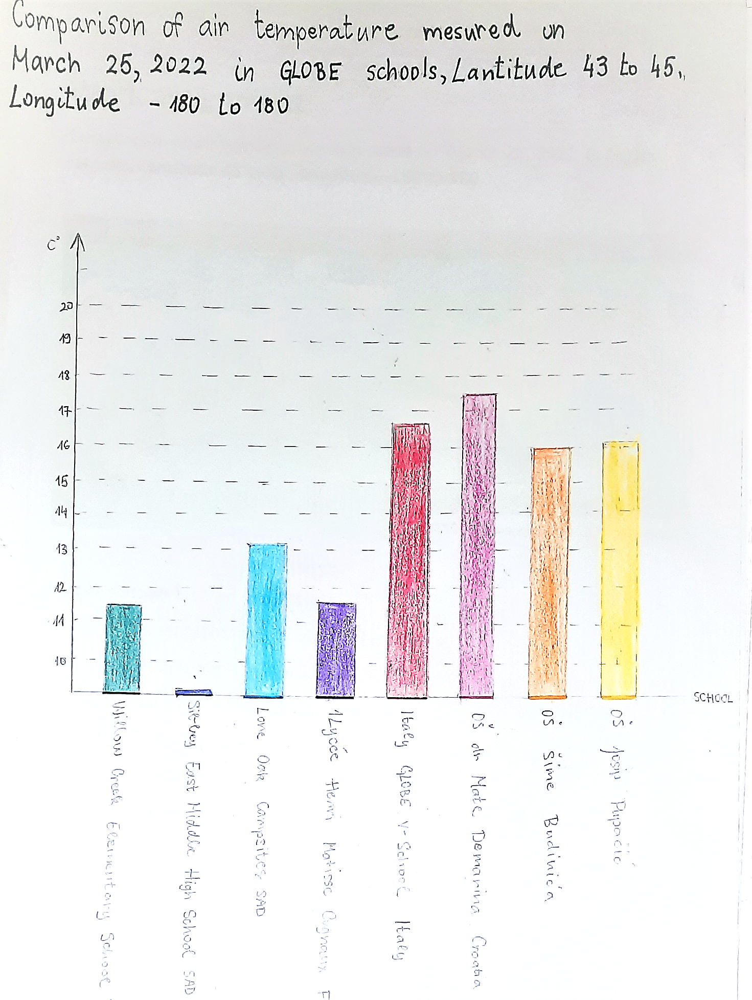 Comparison of air temperature mesured on
March 25, 2022 in GLOBE schools, Lantitude 43 to 45,
Longitude - 180 to 180
C°
20
19
18
17
16
15
14
13
12
11
10
SCHOOL
Willow Creek Elementary School
East Middle High School SAD
Lone Oak Campsites SAD
1Lycée Henri Matisse Cugnaux F
Italy GLOBE v-School Italy
OŠ dr Mate Demarina Croatia
OŠ Šime Budinića
OŠ Josip Pupačić